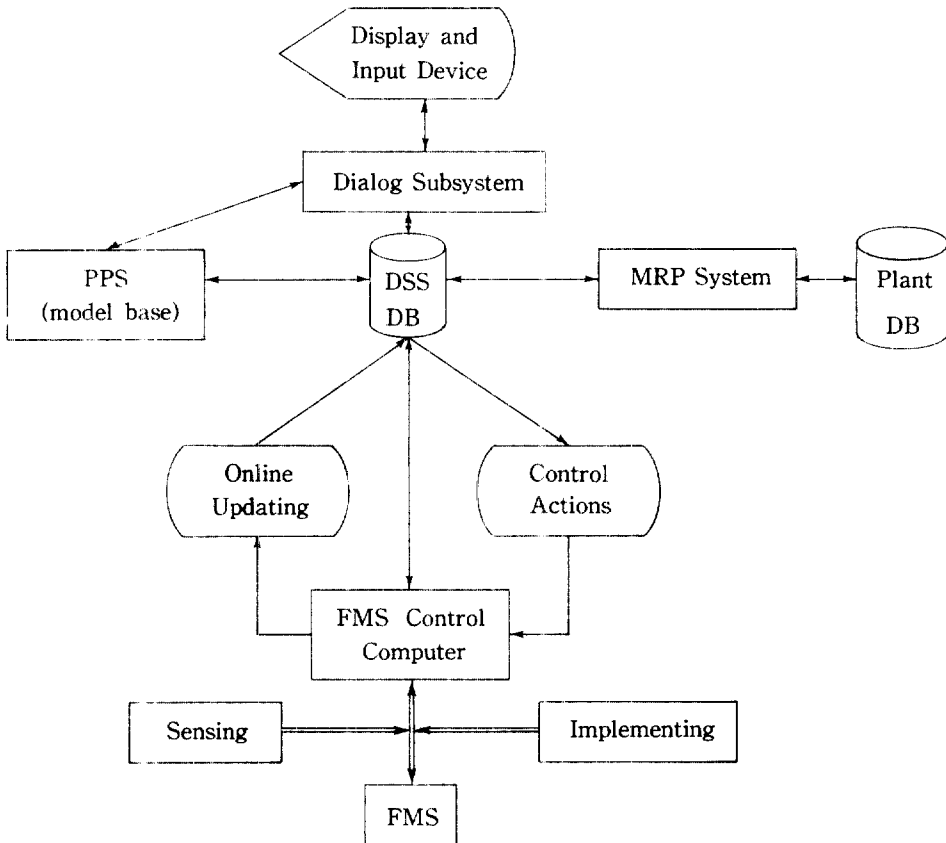 Display and
Input Device
Dialog Subsystem
PPS
(model base)
DSS
DB
MRP System
Plant
DB
Online
Updating
Control
Actions
FMS Control
Computer
Sensing
Implementing
FMS